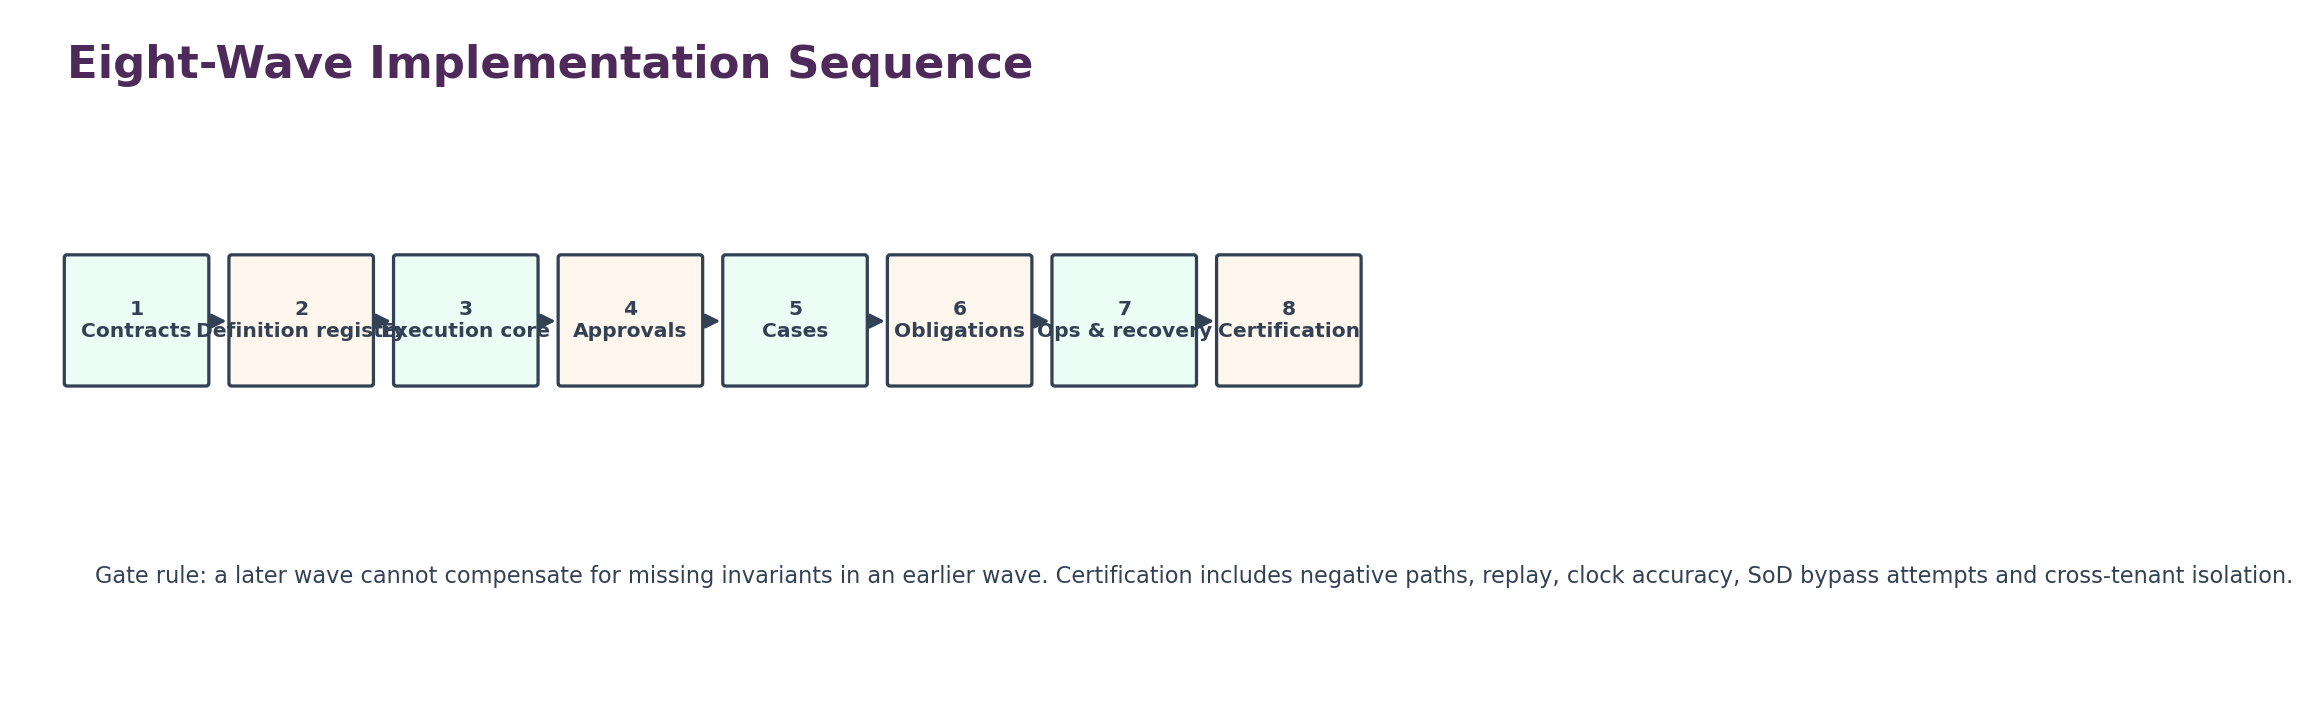 Eight-Wave Implementation Sequence
1
Contracts
2
Definition registry
3
Execution core
4
Approvals
5
Cases
6
Obligations
7
Ops & recovery
8
Certification
Gate rule: a later wave cannot compensate for missing invariants in an earlier wave. Certification includes negative paths, replay, clock accuracy, SoD bypass attempts and cross-tenant isolation.